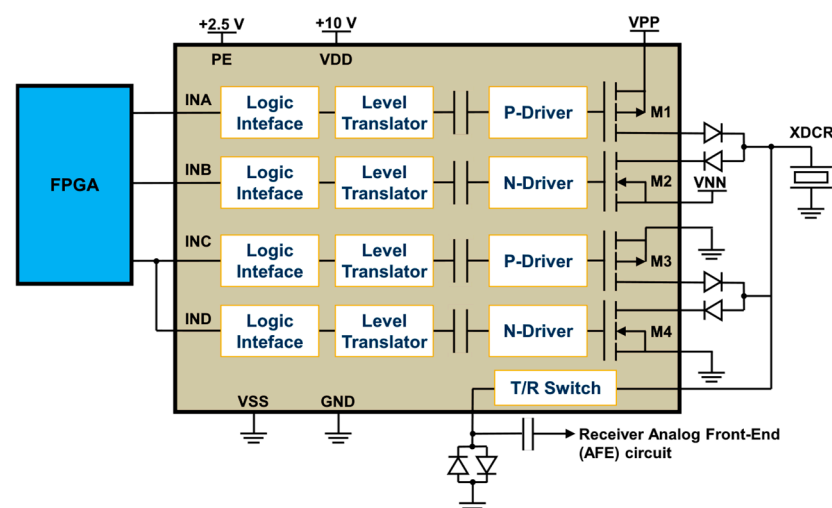 +2.5 V
+10 V
VPP
PE
VDD
INA
Logic
Inteface
Level
Translator
P-Driver
M1
XDCR
FPGA
INB
Logic
Inteface
Level
Translator
N-Driver
M2
VNN
INC
Logic
Inteface
Level
Translator
P-Driver
M3
IND
Logic
Inteface
Level
Translator
N-Driver
M4
T/R Switch
VSS
GND
Receiver Analog Front-End
(AFE) circuit